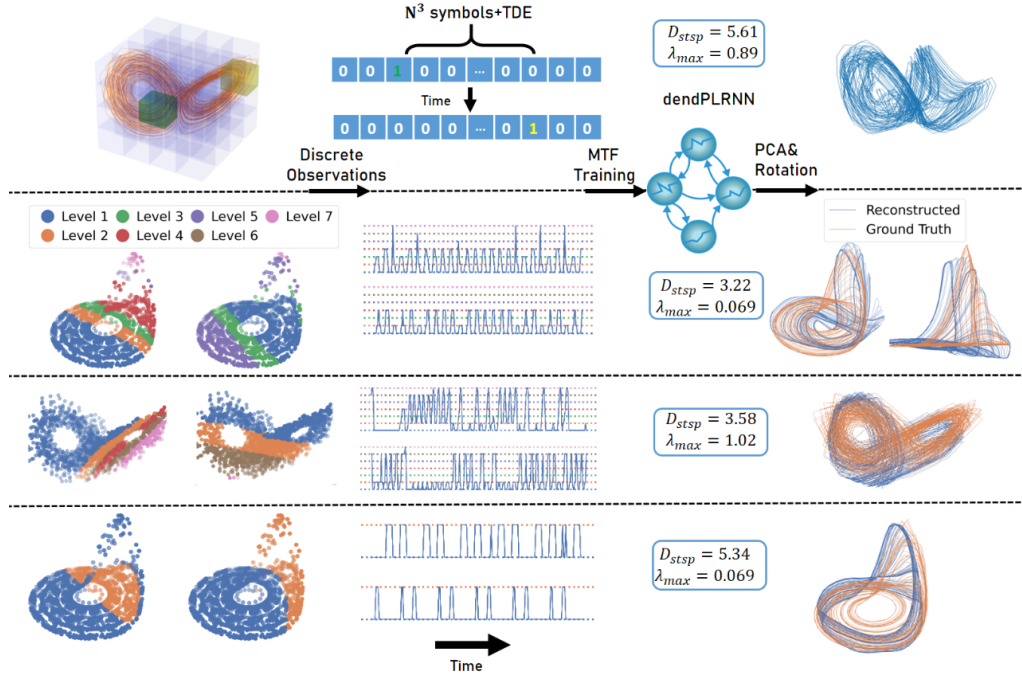 N³ symbols+TDE
0 0 1 0 0 ... 0 0 0 0
Time
0 0 0 0 0 ... 0 1 0 0
Discrete
Observations
MTF
Training
dendPLRNN
PCA&
Rotation
D_stsp = 5.61
λ_max = 0.89
Level 1 Level 3 Level 5 Level 7
Level 2 Level 4 Level 6
Reconstructed
Ground Truth
D_stsp = 3.22
λ_max = 0.069
D_stsp = 3.58
λ_max = 1.02
D_stsp = 5.34
λ_max = 0.069
Time